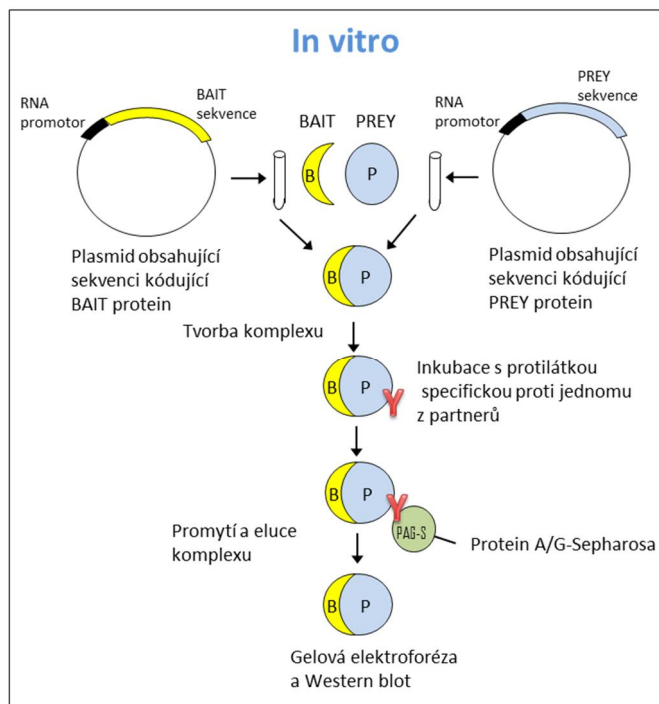 In vitro
RNA
promotor
BAIT
sekvence
BAIT
PREY
RNA
promotor
PREY
sekvence
B
P
Plasmid obsahující
sekvenci kódující
BAIT protein
B
P
Plasmid obsahující
sekvenci kódující
PREY protein
Tvorba komplexu
B
P
Inkubace s protilátkou
specifickou proti jednomu
z partnerů
B
P
PAG-S
Protein A/G-Sepharosa
Promytí a eluce
komplexu
B
P
Gelová elektroforéza
a Western blot